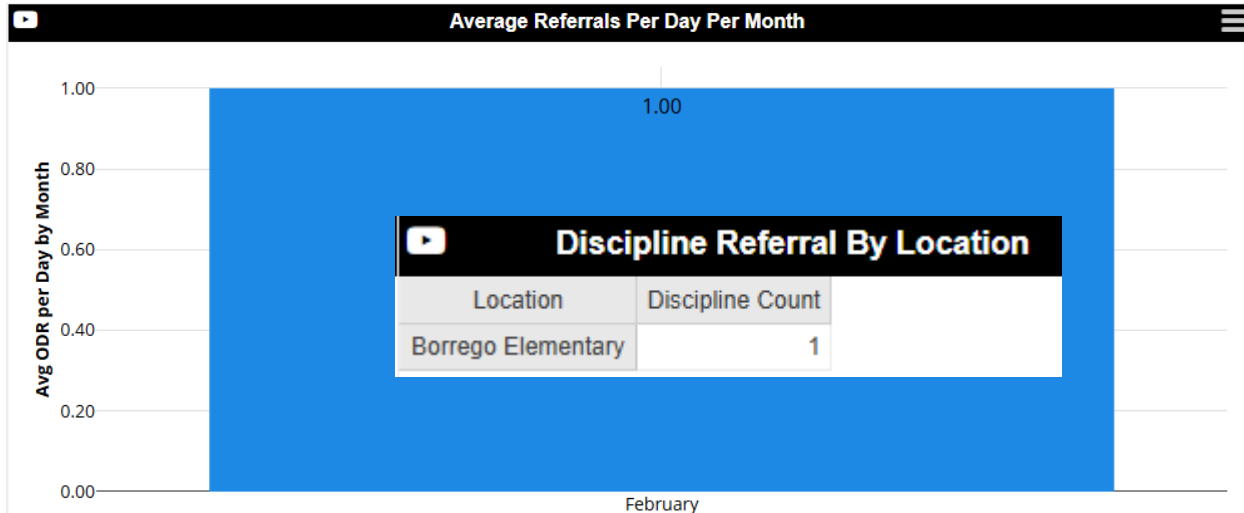 Average Referrals Per Day Per Month
Avg ODR per Day by Month
1.00
0.80
0.60
0.40
0.20
0.00
1.00
Discipline Referral By Location
Location Discipline Count
Borrego Elementary 1
February